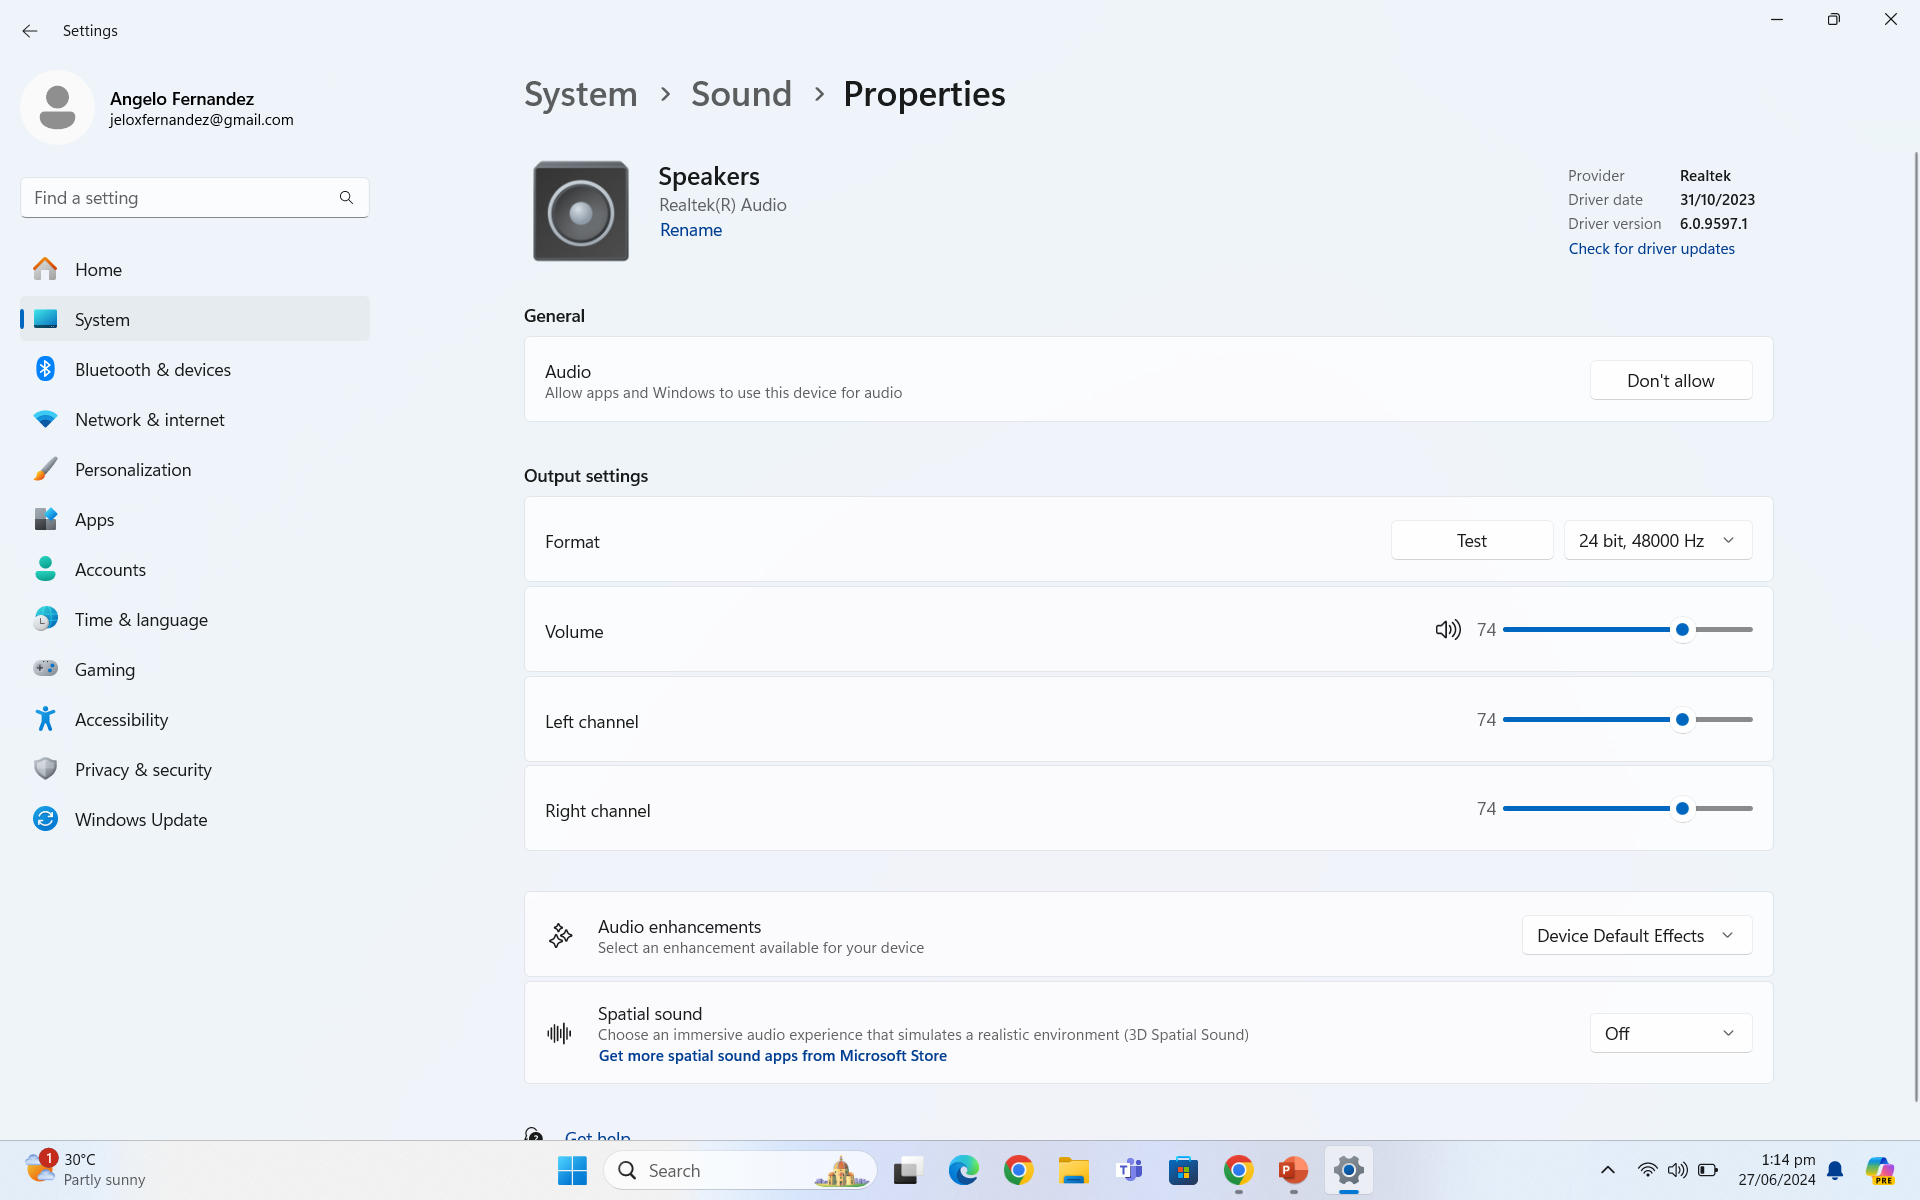 Settings
Angelo Fernandez
jeloxfernandez@gmail.com
Find a setting
Home
System
Bluetooth & devices
Network & internet
Personalization
Apps
Accounts
Time & language
Gaming
Accessibility
Privacy & security
Windows Update
System > Sound > Properties
Speakers
Realtek(R) Audio
Rename
Provider Realtek
Driver date 31/10/2023
Driver version 6.0.9597.1
Check for driver updates
General
Audio
Allow apps and Windows to use this device for audio
Don't allow
Output settings
Format
Test
24 bit, 48000 Hz
Volume
74
Left channel
74
Right channel
74
Audio enhancements
Select an enhancement available for your device
Device Default Effects
Spatial sound
Choose an immersive audio experience that simulates a realistic environment (3D Spatial Sound)
Get more spatial sound apps from Microsoft Store
Off
Get help
1
30°C
Partly sunny
Search
1:14 pm
27/06/2024
PRE